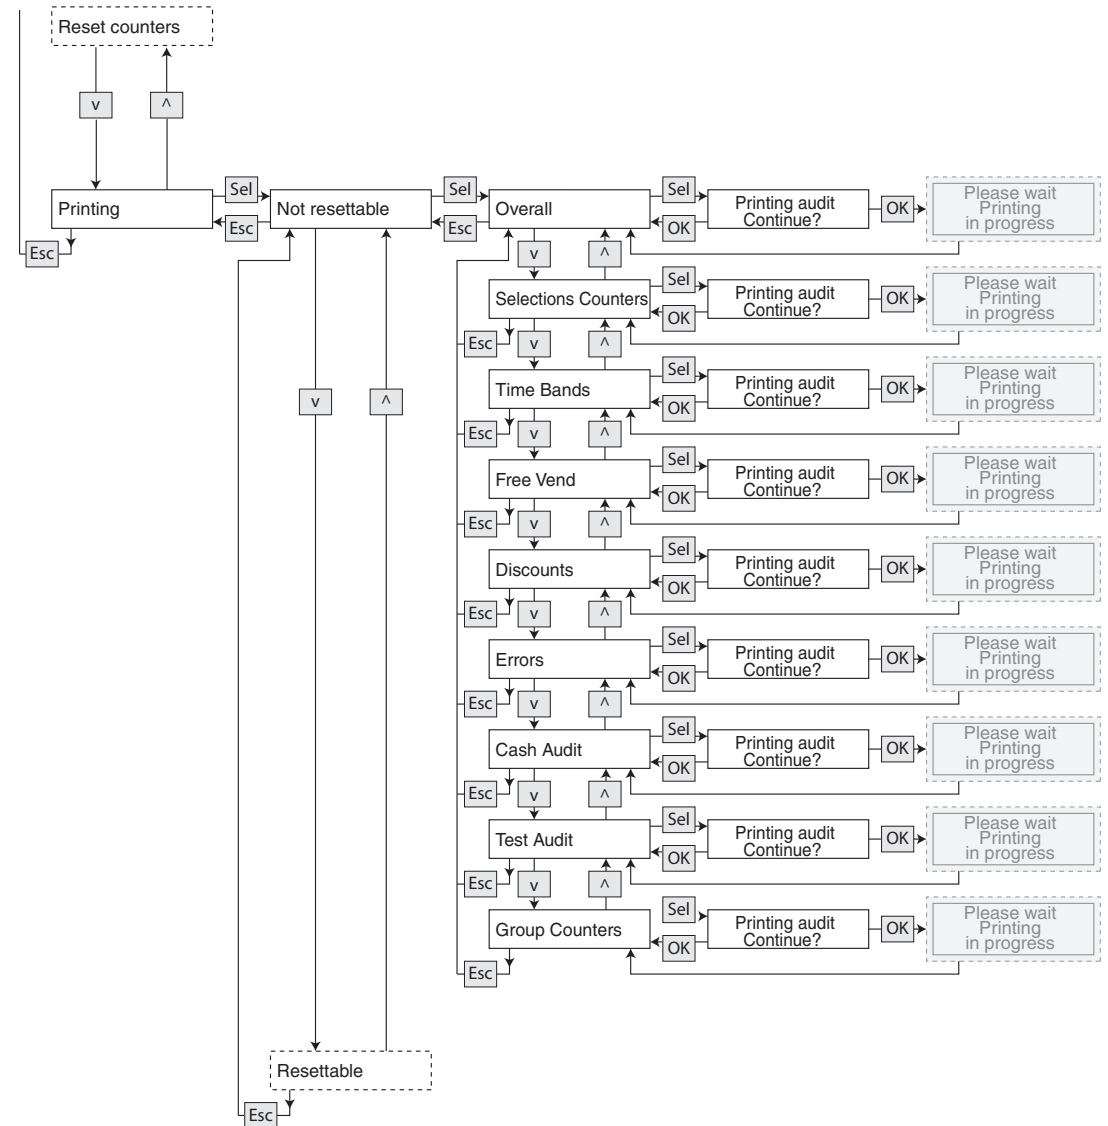 Reset counters
v ^
Sel Sel Sel
Printing Not resettable Overall Printing audit Continue? OK Please wait Printing in progress
Esc Esc OK
Esc
v ^
Sel
Selections Counters Printing audit Continue? OK Please wait Printing in progress
OK
Esc v ^
Sel
Time Bands Printing audit Continue? OK Please wait Printing in progress
v ^
OK
Esc v ^
Sel
Free Vend Printing audit Continue? OK Please wait Printing in progress
OK
Esc v ^
Sel
Discounts Printing audit Continue? OK Please wait Printing in progress
OK
Esc v ^
Sel
Errors Printing audit Continue? OK Please wait Printing in progress
OK
Esc v ^
Sel
Cash Audit Printing audit Continue? OK Please wait Printing in progress
OK
Esc v ^
Sel
Test Audit Printing audit Continue? OK Please wait Printing in progress
OK
Esc v ^
Sel
Group Counters Printing audit Continue? OK Please wait Printing in progress
OK
Esc
Resettable
Esc